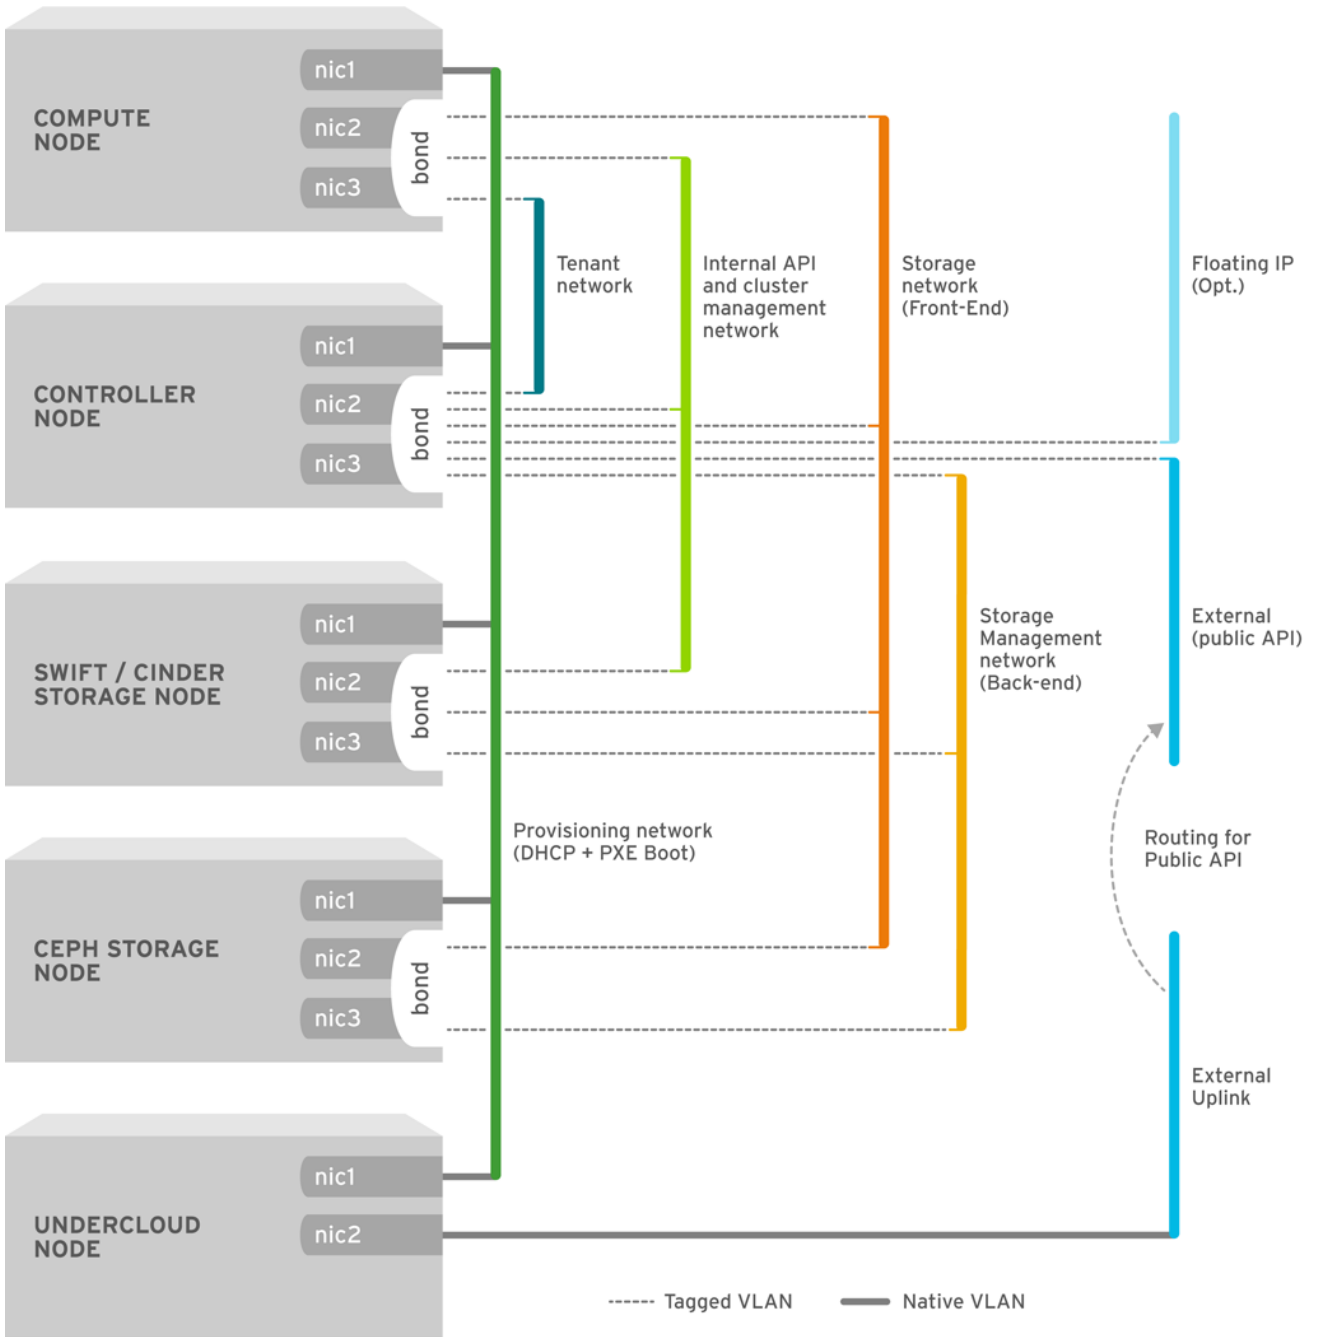 nic1
COMPUTE
NODE
nic2
nic3
bond
Tenant
network
Internal API
and cluster
management
network
Storage
network
(Front-End)
Floating IP
(Opt.)
nic1
CONTROLLER
NODE
nic2
nic3
bond
nic1
SWIFT / CINDER
STORAGE NODE
nic2
nic3
bond
Storage
Management
network
(Back-end)
External
(public API)
Provisioning network
(DHCP + PXE Boot)
Routing for
Public API
nic1
CEPH STORAGE
NODE
nic2
nic3
bond
External
Uplink
nic1
UNDERCLOUD
NODE
nic2
Tagged VLAN
Native VLAN